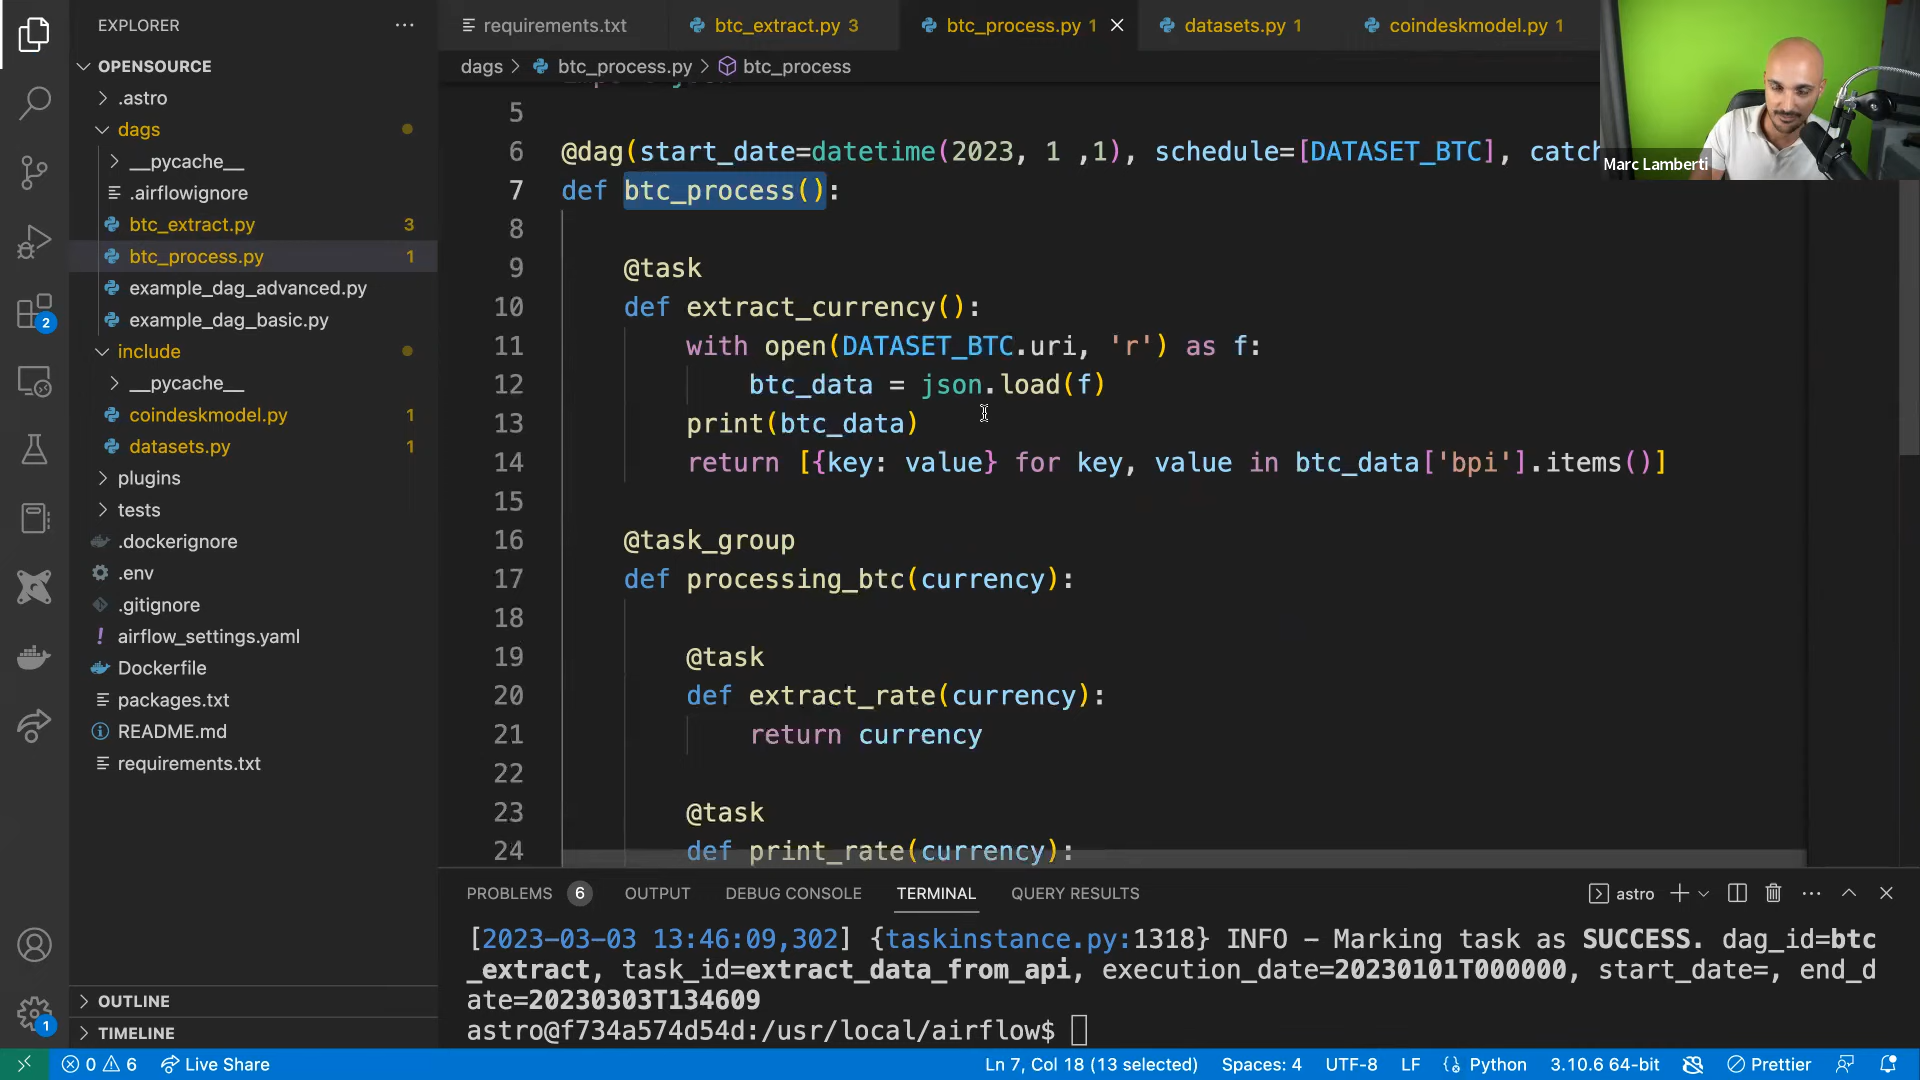 EXPLORER
OPENSOURCE
.astro
dags
__pycache__
.airflowignore
btc_extract.py 3
btc_process.py 1
example_dag_advanced.py
example_dag_basic.py
include
__pycache__
coindeskmodel.py 1
datasets.py 1
plugins
tests
.dockerignore
.env
.gitignore
airflow_settings.yaml
Dockerfile
packages.txt
README.md
requirements.txt
OUTLINE
TIMELINE
2
1
requirements.txt
btc_extract.py 3
btc_process.py 1
datasets.py 1
coindeskmodel.py 1
dags > btc_process.py > btc_process
5
6 @dag(start_date=datetime(2023, 1 ,1), schedule=[DATASET_BTC], catch
7 def btc_process():
8
9 @task
10 def extract_currency():
11 with open(DATASET_BTC.uri, 'r') as f:
12 btc_data = json.load(f)
13 print(btc_data)
14 return [{key: value} for key, value in btc_data['bpi'].items()]
15
16 @task_group
17 def processing_btc(currency):
18
19 @task
20 def extract_rate(currency):
21 return currency
22
23 @task
24 def print_rate(currency):
Marc Lamberti
PROBLEMS 6 OUTPUT DEBUG CONSOLE TERMINAL QUERY RESULTS
astro
[2023-03-03 13:46:09,302] {taskinstance.py:1318} INFO - Marking task as SUCCESS. dag_id=btc
_extract, task_id=extract_data_from_api, execution_date=20230101T000000, start_date=, end_d
ate=20230303T134609
astro@f734a574d54d:/usr/local/airflow$
0 6 Live Share
Ln 7, Col 18 (13 selected) Spaces: 4 UTF-8 LF Python 3.10.6 64-bit Prettier